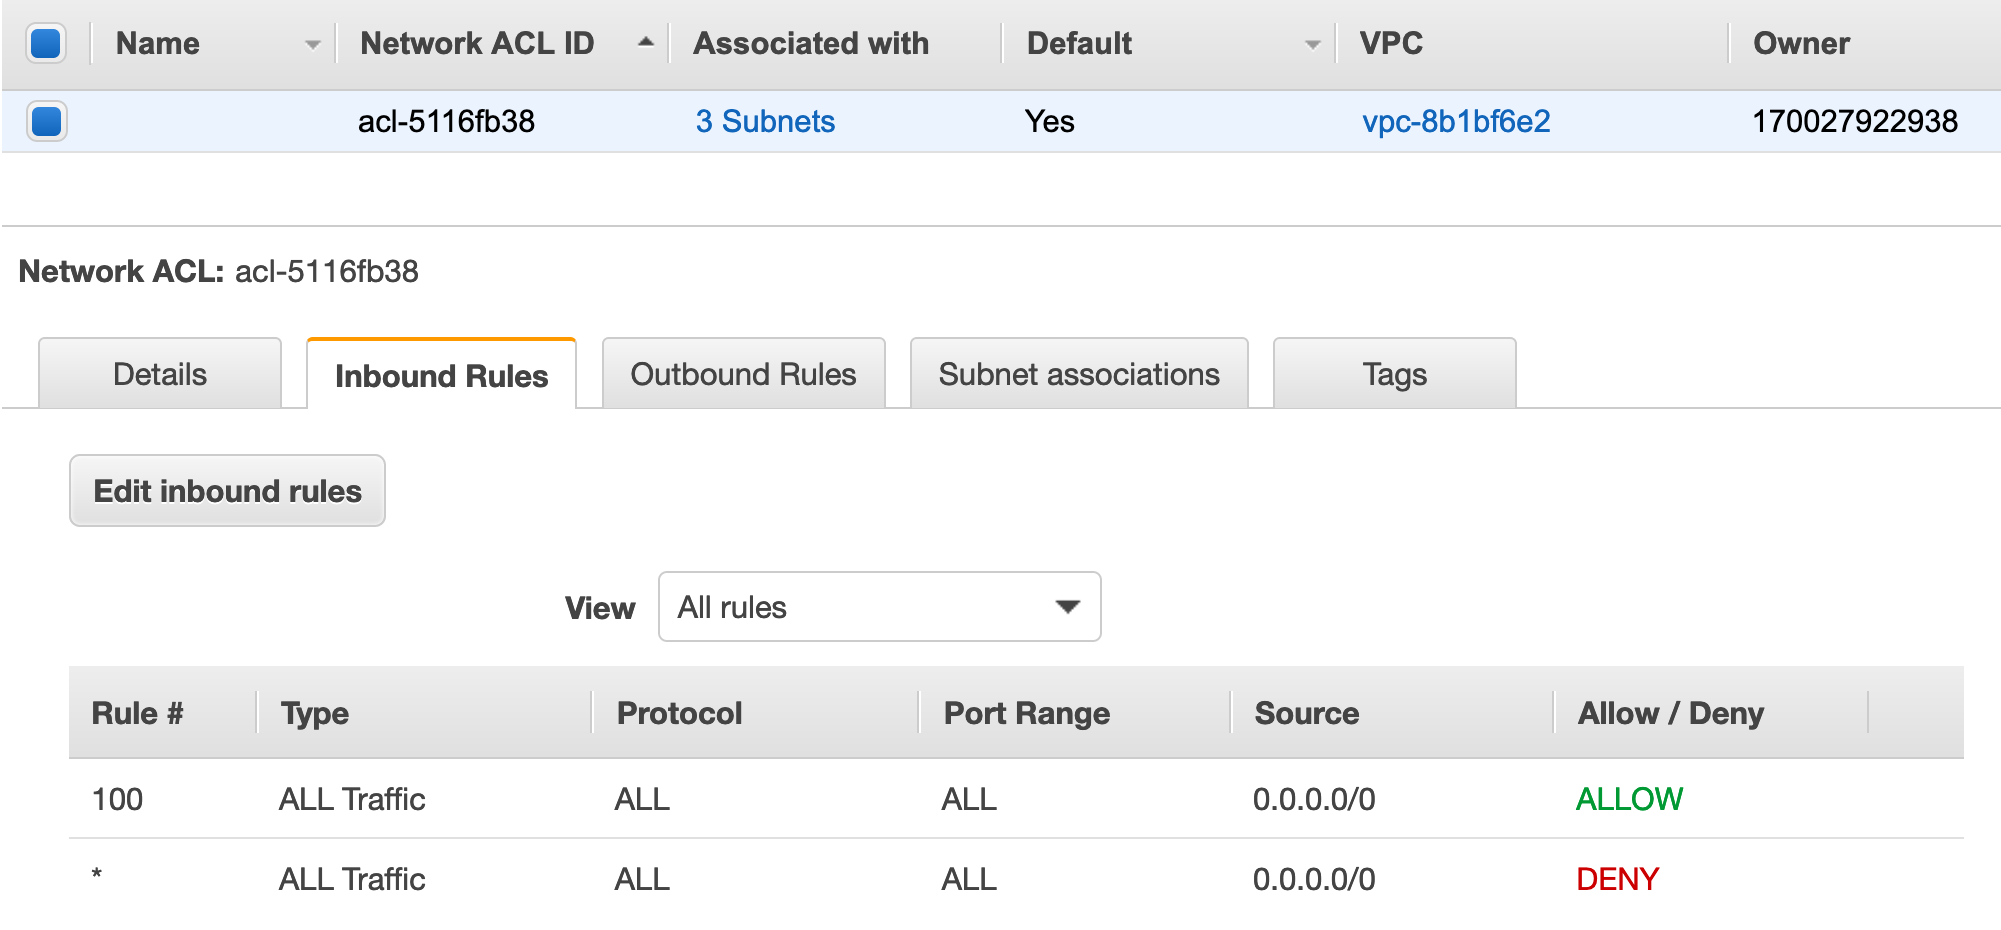 Name Network ACL ID Associated with Default VPC Owner
acl-5116fb38 3 Subnets Yes vpc-8b1bf6e2 170027922938
Network ACL: acl-5116fb38
Details Inbound Rules Outbound Rules Subnet associations Tags
Edit inbound rules
View All rules
Rule # Type Protocol Port Range Source Allow / Deny
100 ALL Traffic ALL ALL 0.0.0.0/0 ALLOW
* ALL Traffic ALL ALL 0.0.0.0/0 DENY